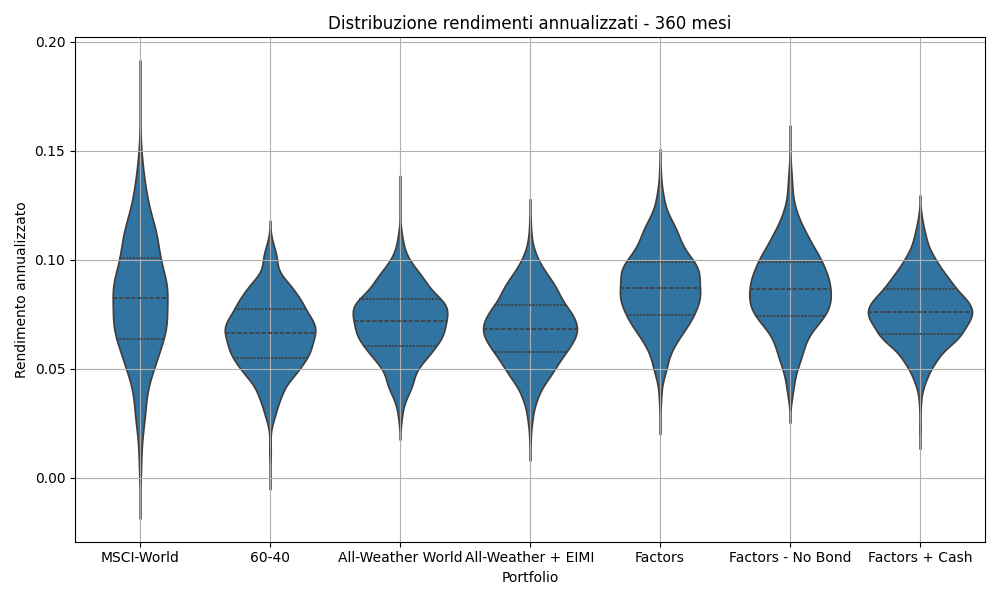 Distribuzione rendimenti annualizzati - 360 mesi
Rendimento annualizzato
0.20
0.15
0.10
0.05
0.00
MSCI-World
60-40
All-Weather World
All-Weather + EIMI
Factors
Factors - No Bond
Factors + Cash
Portfolio